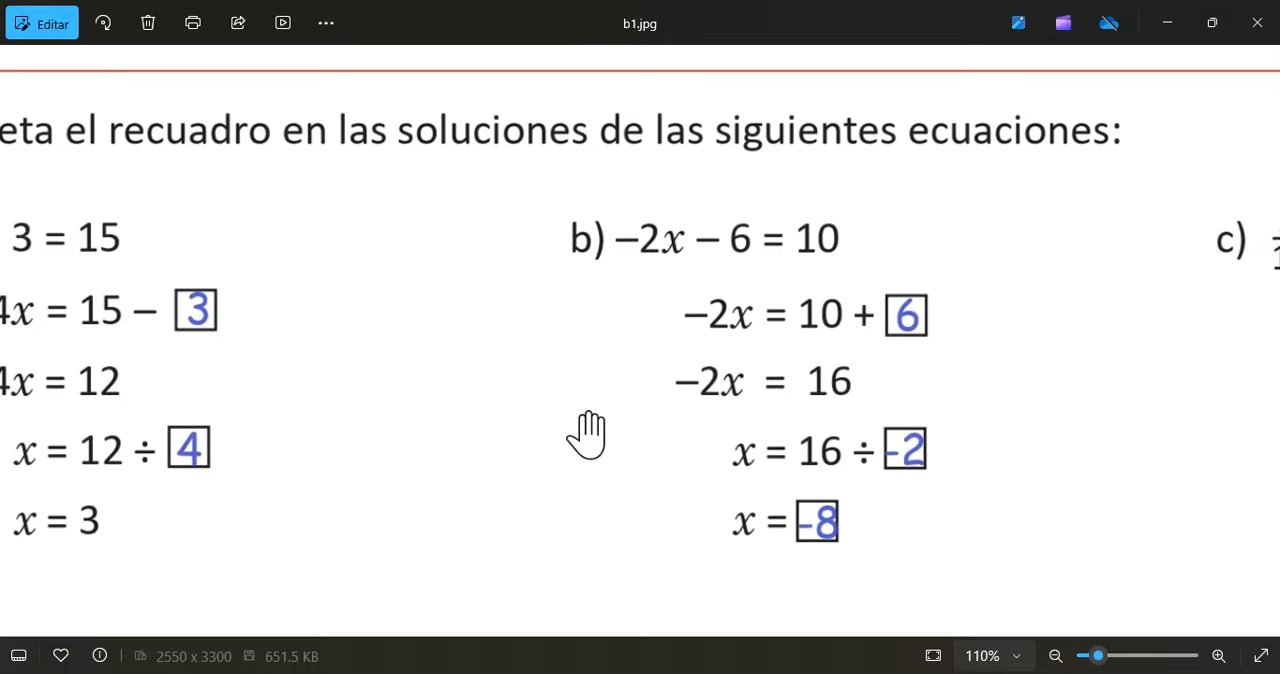 Editar
b1.jpg
eta el recuadro en las soluciones de las siguientes ecuaciones:
3 = 15
4x = 15 − 3
4x = 12
x = 12 ÷ 4
x = 3
b) −2x − 6 = 10
−2x = 10 + 6
−2x = 16
x = 16 ÷ -2
x = -8
c)
2550 x 3300
651.5 KB
110%